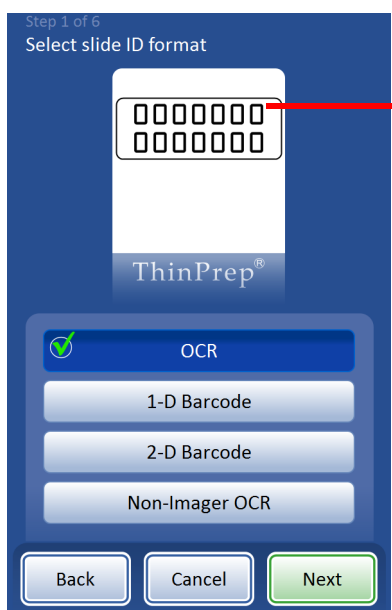 Step 1 of 6
Select slide ID format
0000000
0000000
ThinPrep®
OCR
1-D Barcode
2-D Barcode
Non-Imager OCR
Back Cancel Next